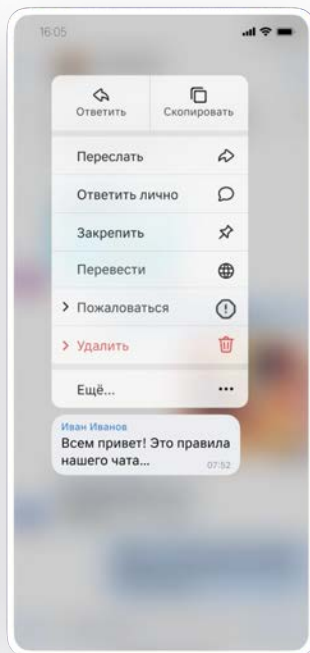 16:05
Ответить
Скопировать
Переслать
Ответить лично
Закрепить
Перевести
Пожаловаться
Удалить
Ещё...
Иван Иванов
Всем привет! Это правила
нашего чата...
07:52